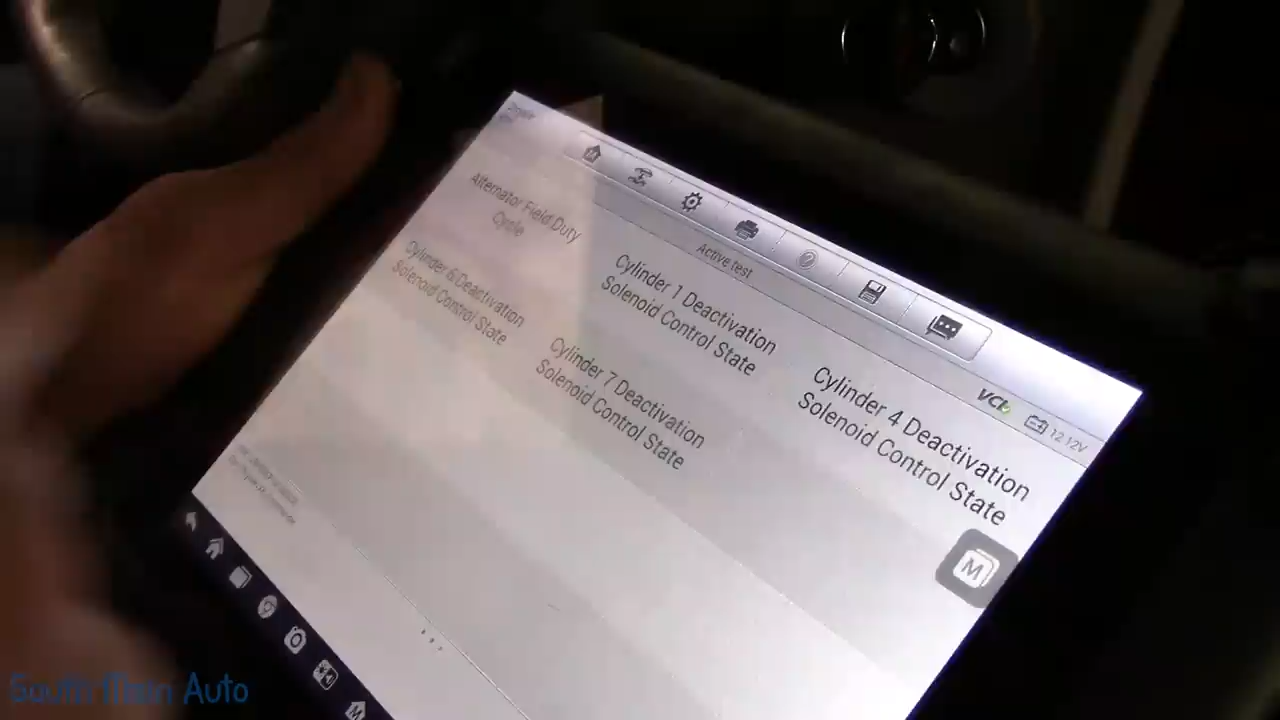 Active test
VCI
12.12V
Alternator Field Duty
Cycle
Cylinder 1 Deactivation
Solenoid Control State
Cylinder 4 Deactivation
Solenoid Control State
Cylinder 6 Deactivation
Solenoid Control State
Cylinder 7 Deactivation
Solenoid Control State
M
...
South Main Auto